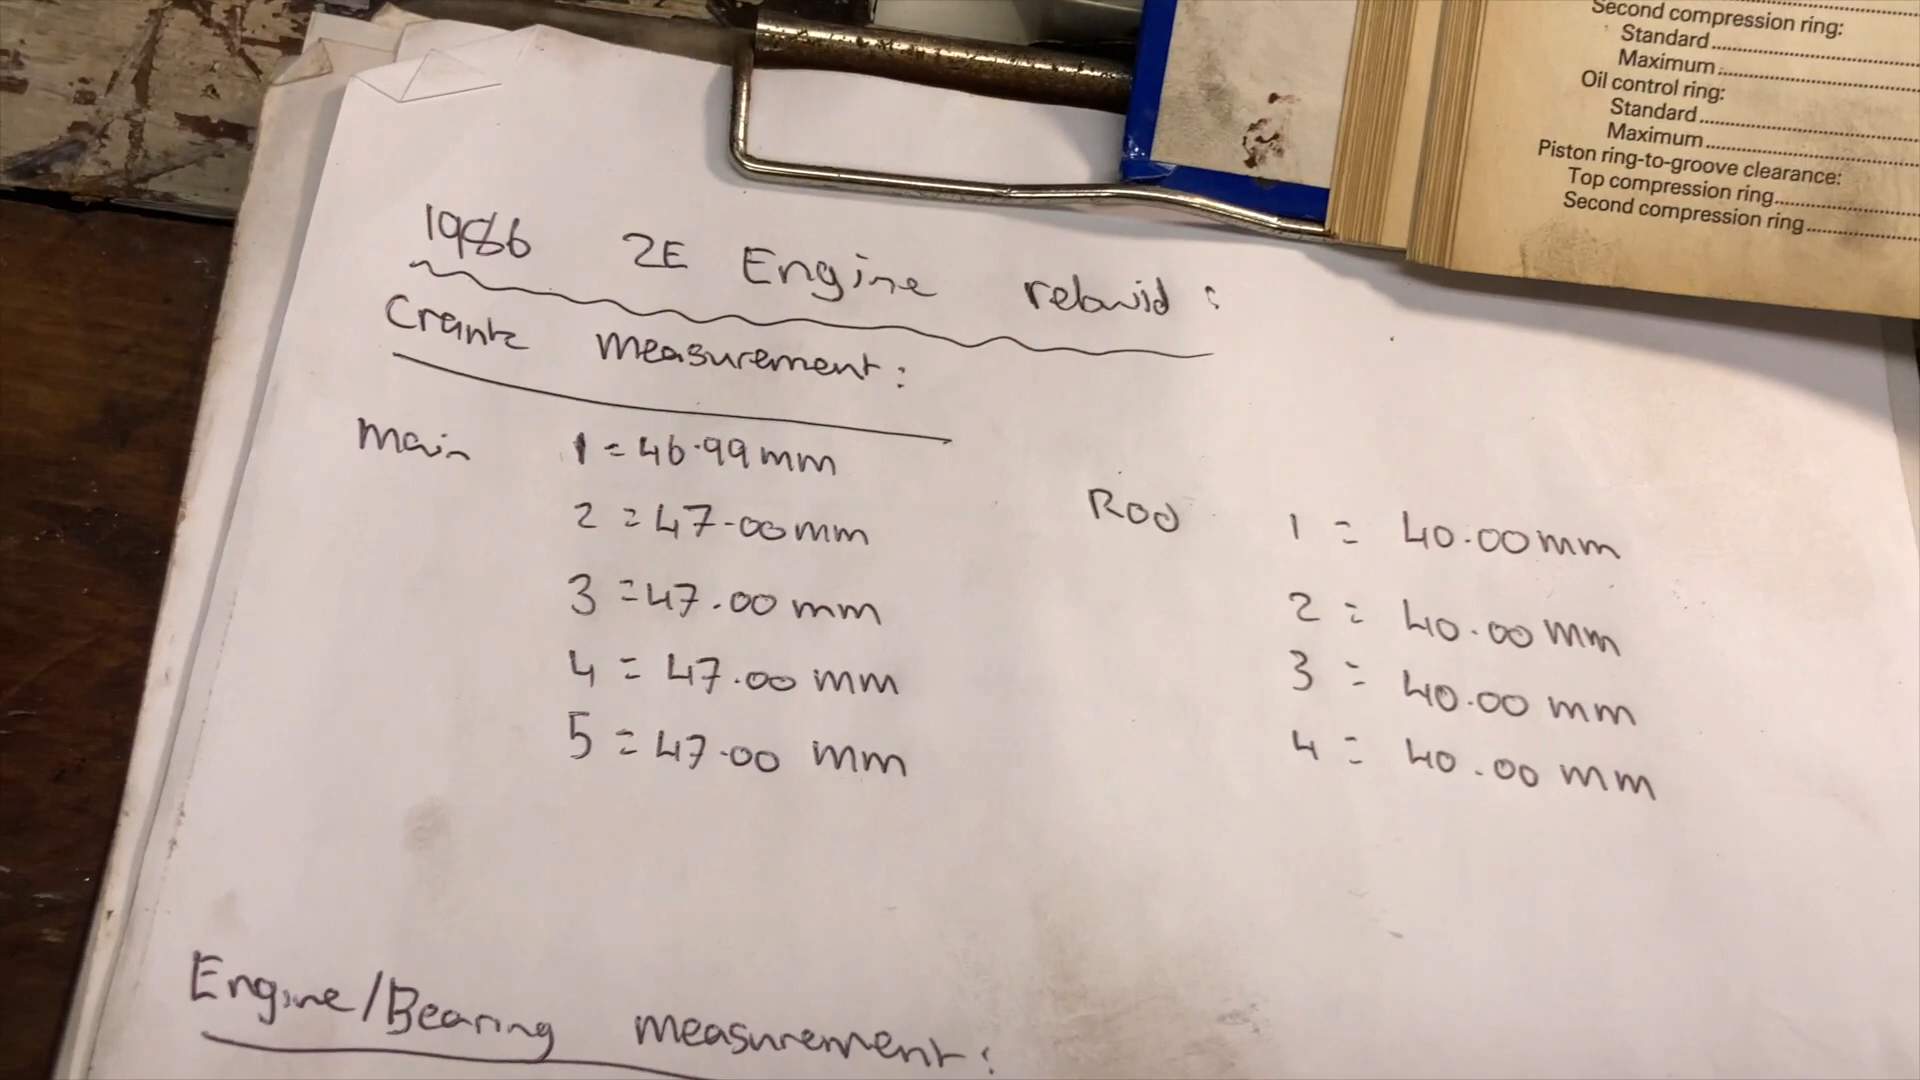 1986 2E Engine rebuid:
Crank measurement:
Main 1 = 46.99mm
2 = 47.00mm
3 = 47.00 mm
4 = 47.00 mm
5 = 47.00 mm
Rod 1 = 40.00mm
2 = 40.00 mm
3 = 40.00 mm
4 = 40.00 mm
Engine/Bearing measurement:
Second compression ring:
Standard
Maximum
Oil control ring:
Standard
Maximum
Piston ring-to-groove clearance:
Top compression ring
Second compression ring